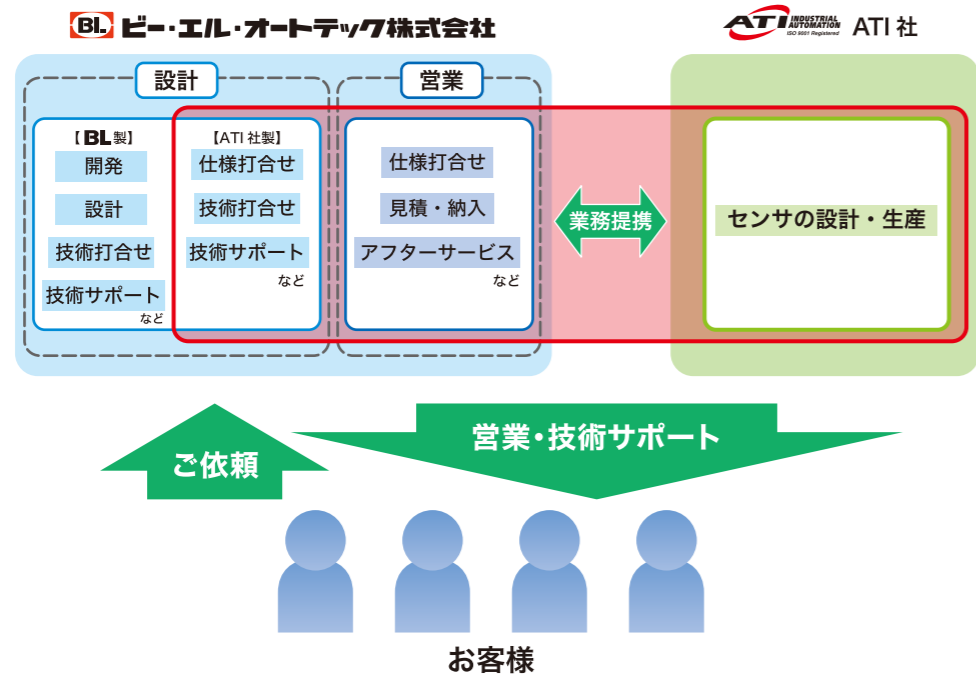 BL ビー・エル・オートテック株式会社
ATI INDUSTRIAL AUTOMATION
ISO 9001 Registered
ATI 社
設計
営業
【BL製】
開発
設計
技術打合せ
技術サポート
など
【ATI 社製】
仕様打合せ
技術打合せ
技術サポート
など
仕様打合せ
見積・納入
アフターサービス
など
業務提携
センサの設計・生産
ご依頼
営業・技術サポート
お客様